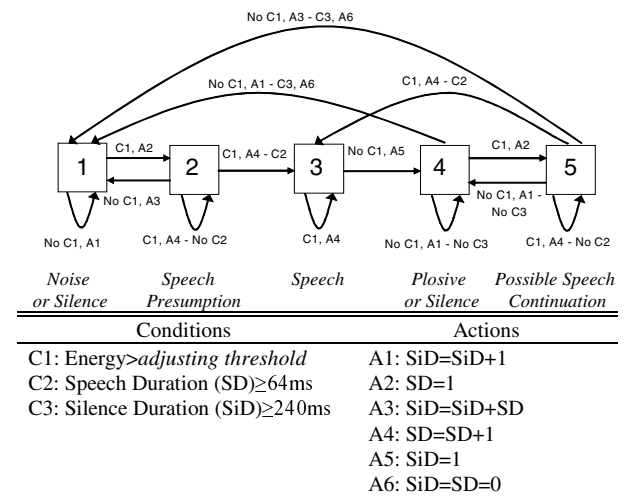 No C1, A3 - C3, A6
No C1, A1 - C3, A6
C1, A4 - C2
C1, A2
C1, A4 - C2
No C1, A5
C1, A2
1
2
3
4
5
No C1, A3
No C1, A1 -
No C3
No C1, A1
C1, A4 - No C2
C1, A4
No C1, A1 - No C3
C1, A4 - No C2
Noise
or Silence
Speech
Presumption
Speech
Plosive
or Silence
Possible Speech
Continuation
Conditions
Actions
C1: Energy>adjusting threshold
C2: Speech Duration (SD)≥64ms
C3: Silence Duration (SiD)≥240ms
A1: SiD=SiD+1
A2: SD=1
A3: SiD=SiD+SD
A4: SD=SD+1
A5: SiD=1
A6: SiD=SD=0